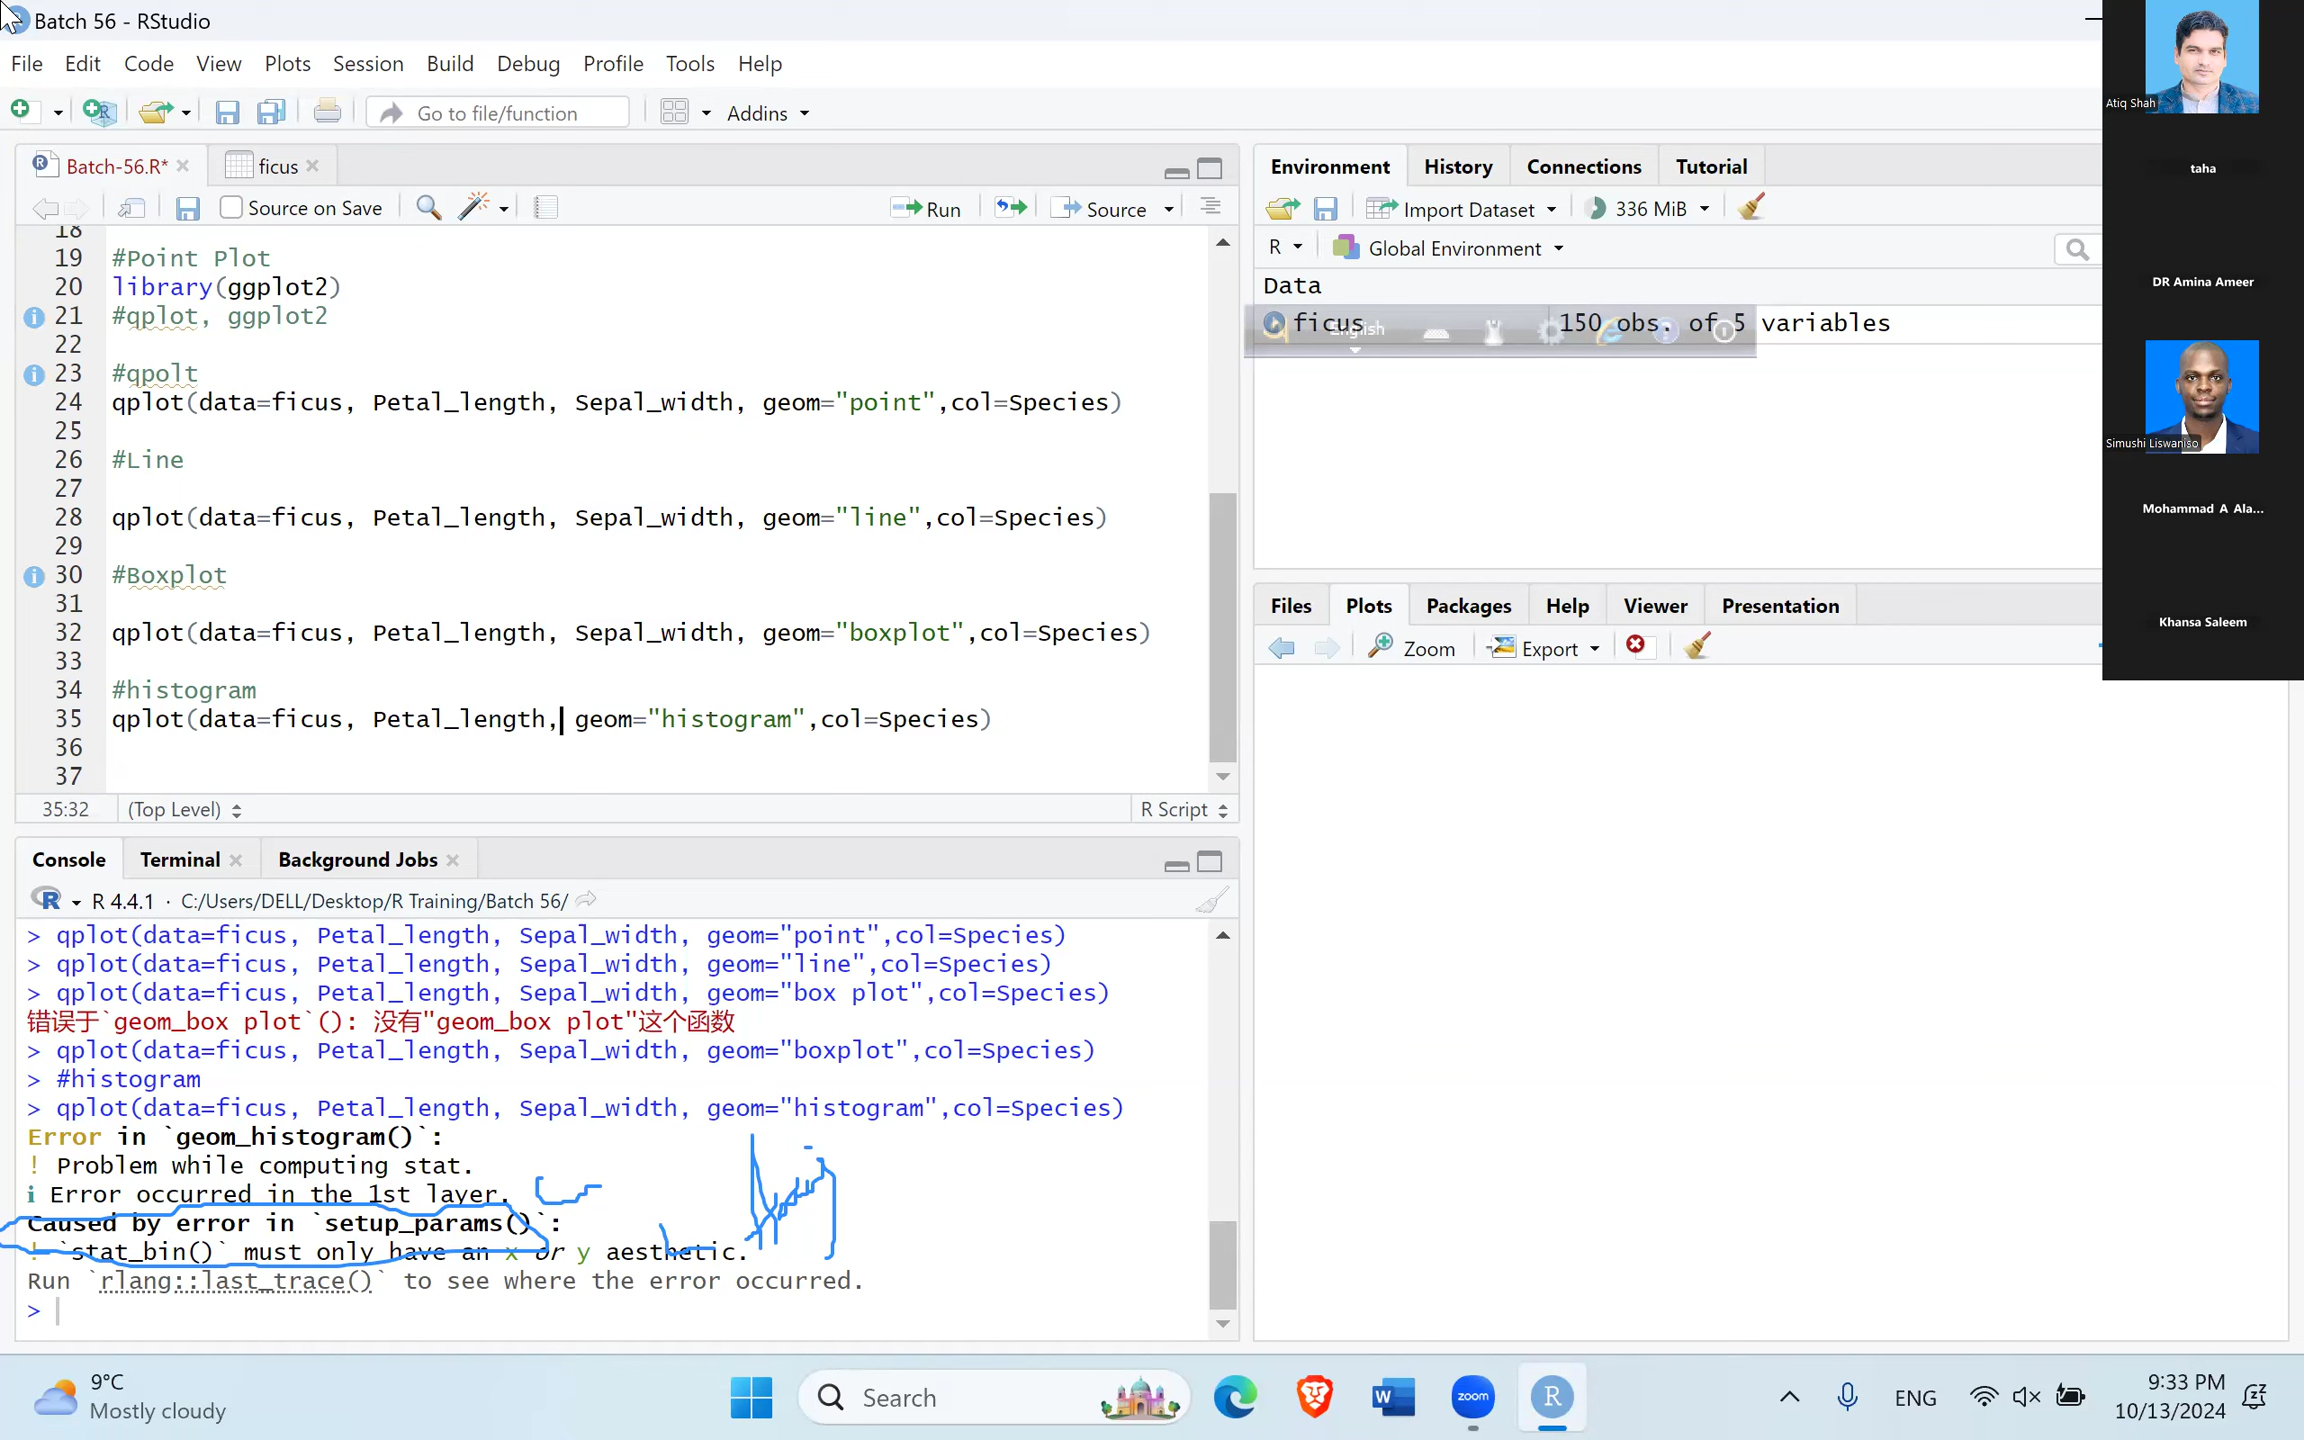 Batch 56 - RStudio
File Edit Code View Plots Session Build Debug Profile Tools Help
Go to file/function Addins
Batch-56.R* ficus
Source on Save Run Source
18
19 #Point Plot
20 library(ggplot2)
21 #qplot, ggplot2
22
23 #qpolt
24 qplot(data=ficus, Petal_length, Sepal_width, geom="point",col=Species)
25
26 #Line
27
28 qplot(data=ficus, Petal_length, Sepal_width, geom="line",col=Species)
29
30 #Boxplot
31
32 qplot(data=ficus, Petal_length, Sepal_width, geom="boxplot",col=Species)
33
34 #histogram
35 qplot(data=ficus, Petal_length, geom="histogram",col=Species)
36
37
35:32 (Top Level) R Script
Console Terminal Background Jobs
R 4.4.1 · C:/Users/DELL/Desktop/R Training/Batch 56/
> qplot(data=ficus, Petal_length, Sepal_width, geom="point",col=Species)
> qplot(data=ficus, Petal_length, Sepal_width, geom="line",col=Species)
> qplot(data=ficus, Petal_length, Sepal_width, geom="box plot",col=Species)
错误于`geom_box plot`(): 没有"geom_box plot"这个函数
> qplot(data=ficus, Petal_length, Sepal_width, geom="boxplot",col=Species)
> #histogram
> qplot(data=ficus, Petal_length, Sepal_width, geom="histogram",col=Species)
Error in `geom_histogram()`:
! Problem while computing stat.
ℹ Error occurred in the 1st layer.
Caused by error in `setup_params()`:
! `stat_bin()` must only have an x or y aesthetic.
Run `rlang::last_trace()` to see where the error occurred.
>
Environment History Connections Tutorial
Import Dataset 336 MiB
R Global Environment
Data
ficus 150 obs. of 5 variables
English
Files Plots Packages Help Viewer Presentation
Zoom Export
Atiq Shah
taha
DR Amina Ameer
Simushi Liswaniso
Mohammad A Ala...
Khansa Saleem
9°C
Mostly cloudy
Search
zoom
ENG
9:33 PM
10/13/2024